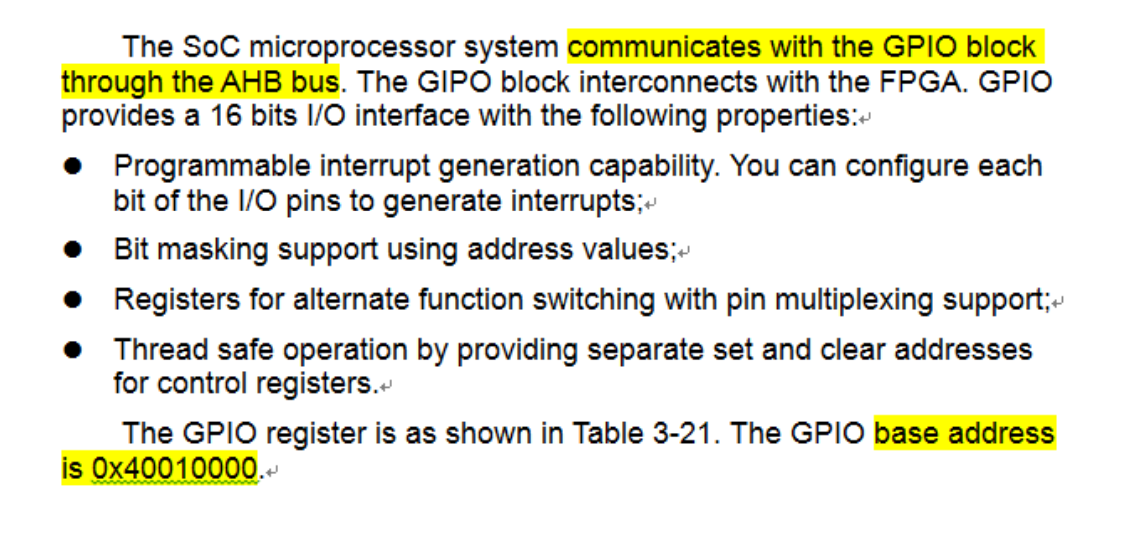 The SoC microprocessor system communicates with the GPIO block
through the AHB bus. The GIPO block interconnects with the FPGA. GPIO
provides a 16 bits I/O interface with the following properties:↵
● Programmable interrupt generation capability. You can configure each
bit of the I/O pins to generate interrupts;↵
● Bit masking support using address values;↵
● Registers for alternate function switching with pin multiplexing support;↵
● Thread safe operation by providing separate set and clear addresses
for control registers.↵
The GPIO register is as shown in Table 3-21. The GPIO base address
is 0x40010000.↵